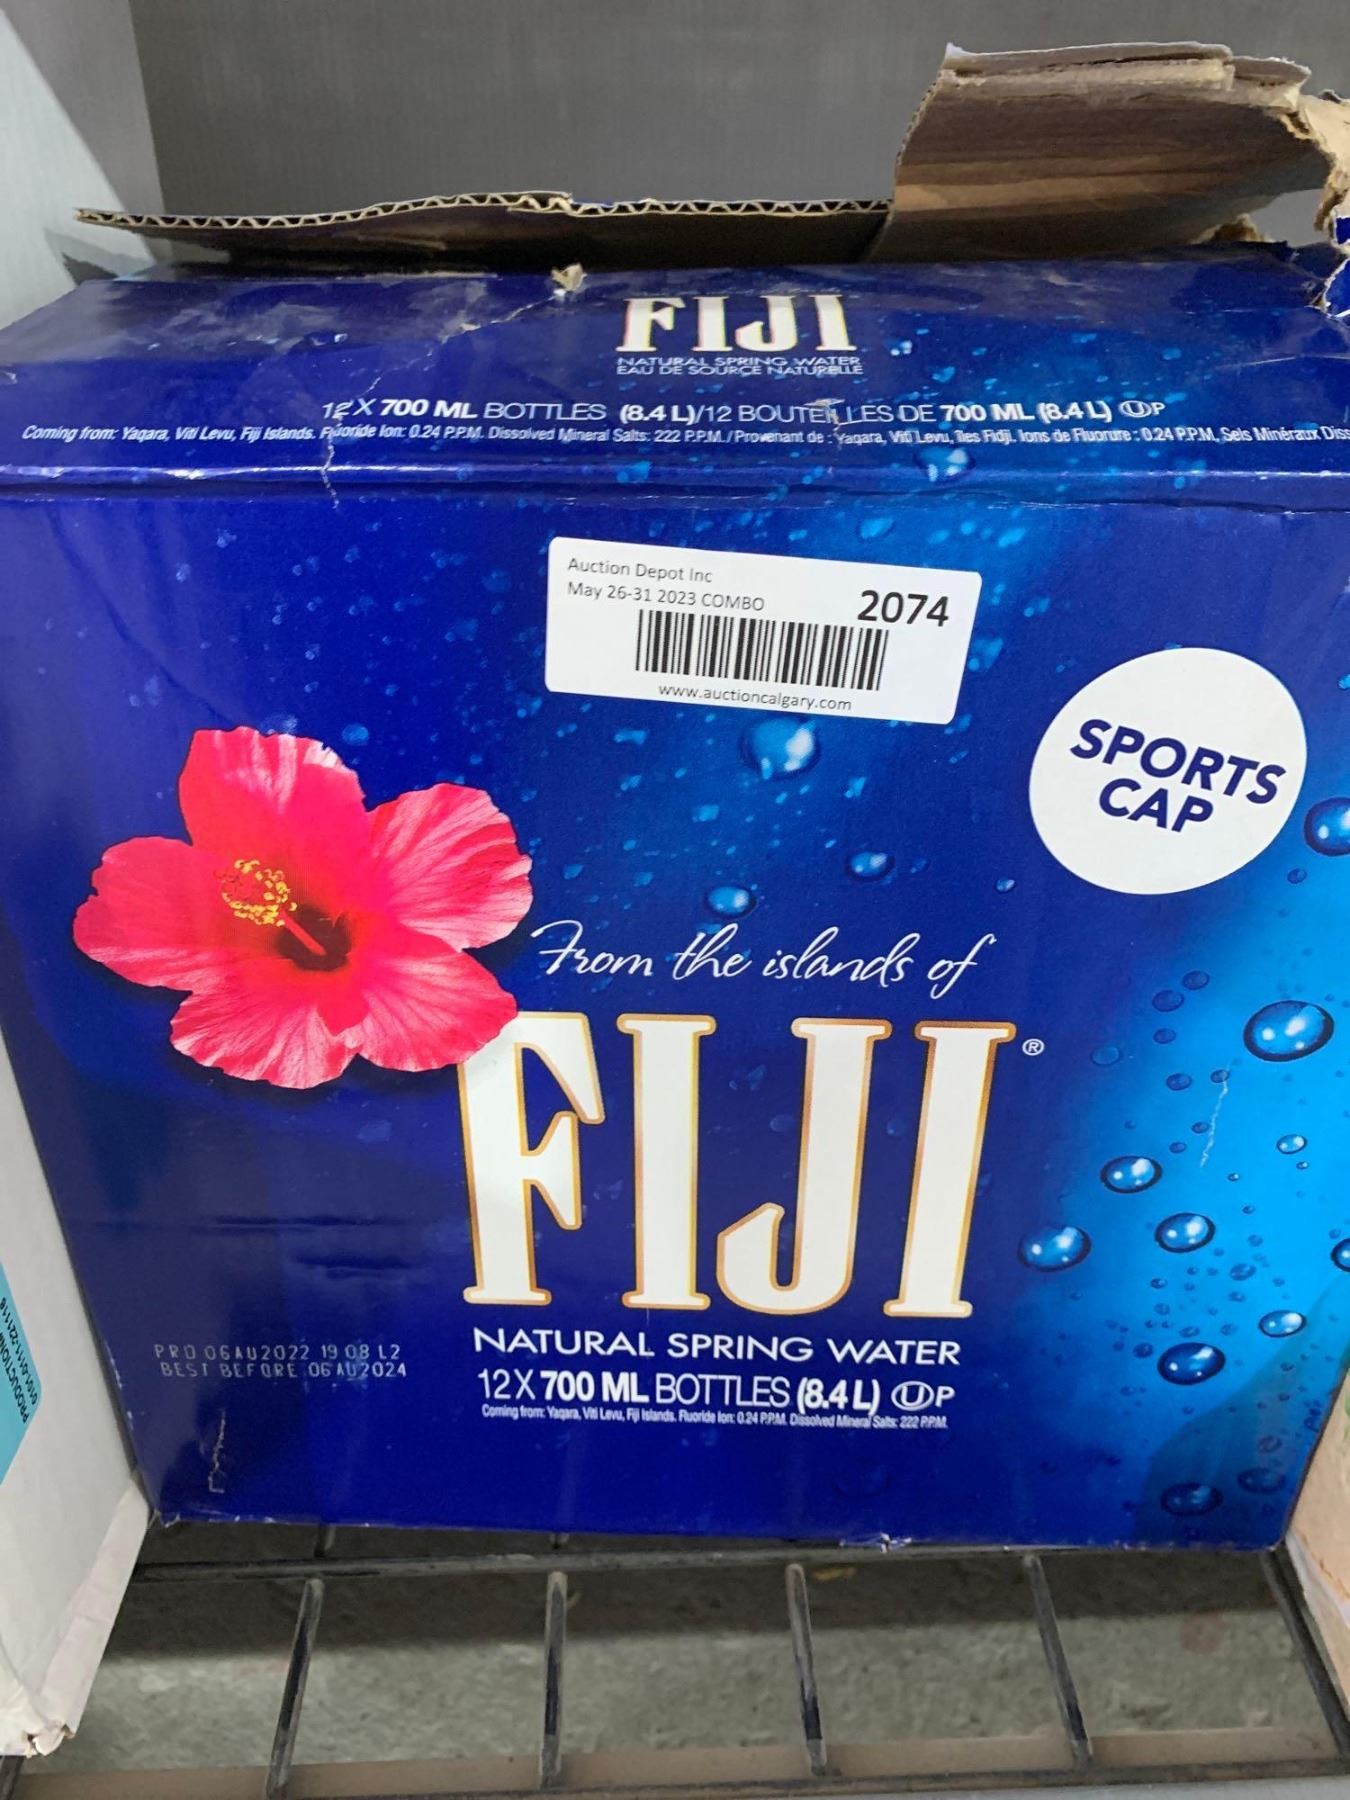 FIJI
NATURAL SPRING WATER
EAU DE SOURCE NATURELLE
12 X 700 ML BOTTLES (8.4 L)/12 BOUTEILLES DE 700 ML (8.4 L) Ⓤ P
Coming from: Yaqara, Viti Levu, Fiji Islands. Fluoride Ion: 0.24 P.P.M. Dissolved Mineral Salts: 222 P.P.M. / Provenant de : Yaqara, Viti Levu, Îles Fidji. Ions de Fluorure : 0.24 P.P.M, Sels Minéraux Diss
Auction Depot Inc
May 26-31 2023 COMBO
2074
www.auctioncalgary.com
SPORTS
CAP
From the islands of
FIJI®
NATURAL SPRING WATER
12 X 700 ML BOTTLES (8.4 L) Ⓤ P
Coming from: Yaqara, Viti Levu, Fiji Islands. Fluoride Ion: 0.24 P.P.M. Dissolved Mineral Salts: 222 P.P.M.
PRD 06AU2022 19 08 L2
BEST BEFORE 06AU2024